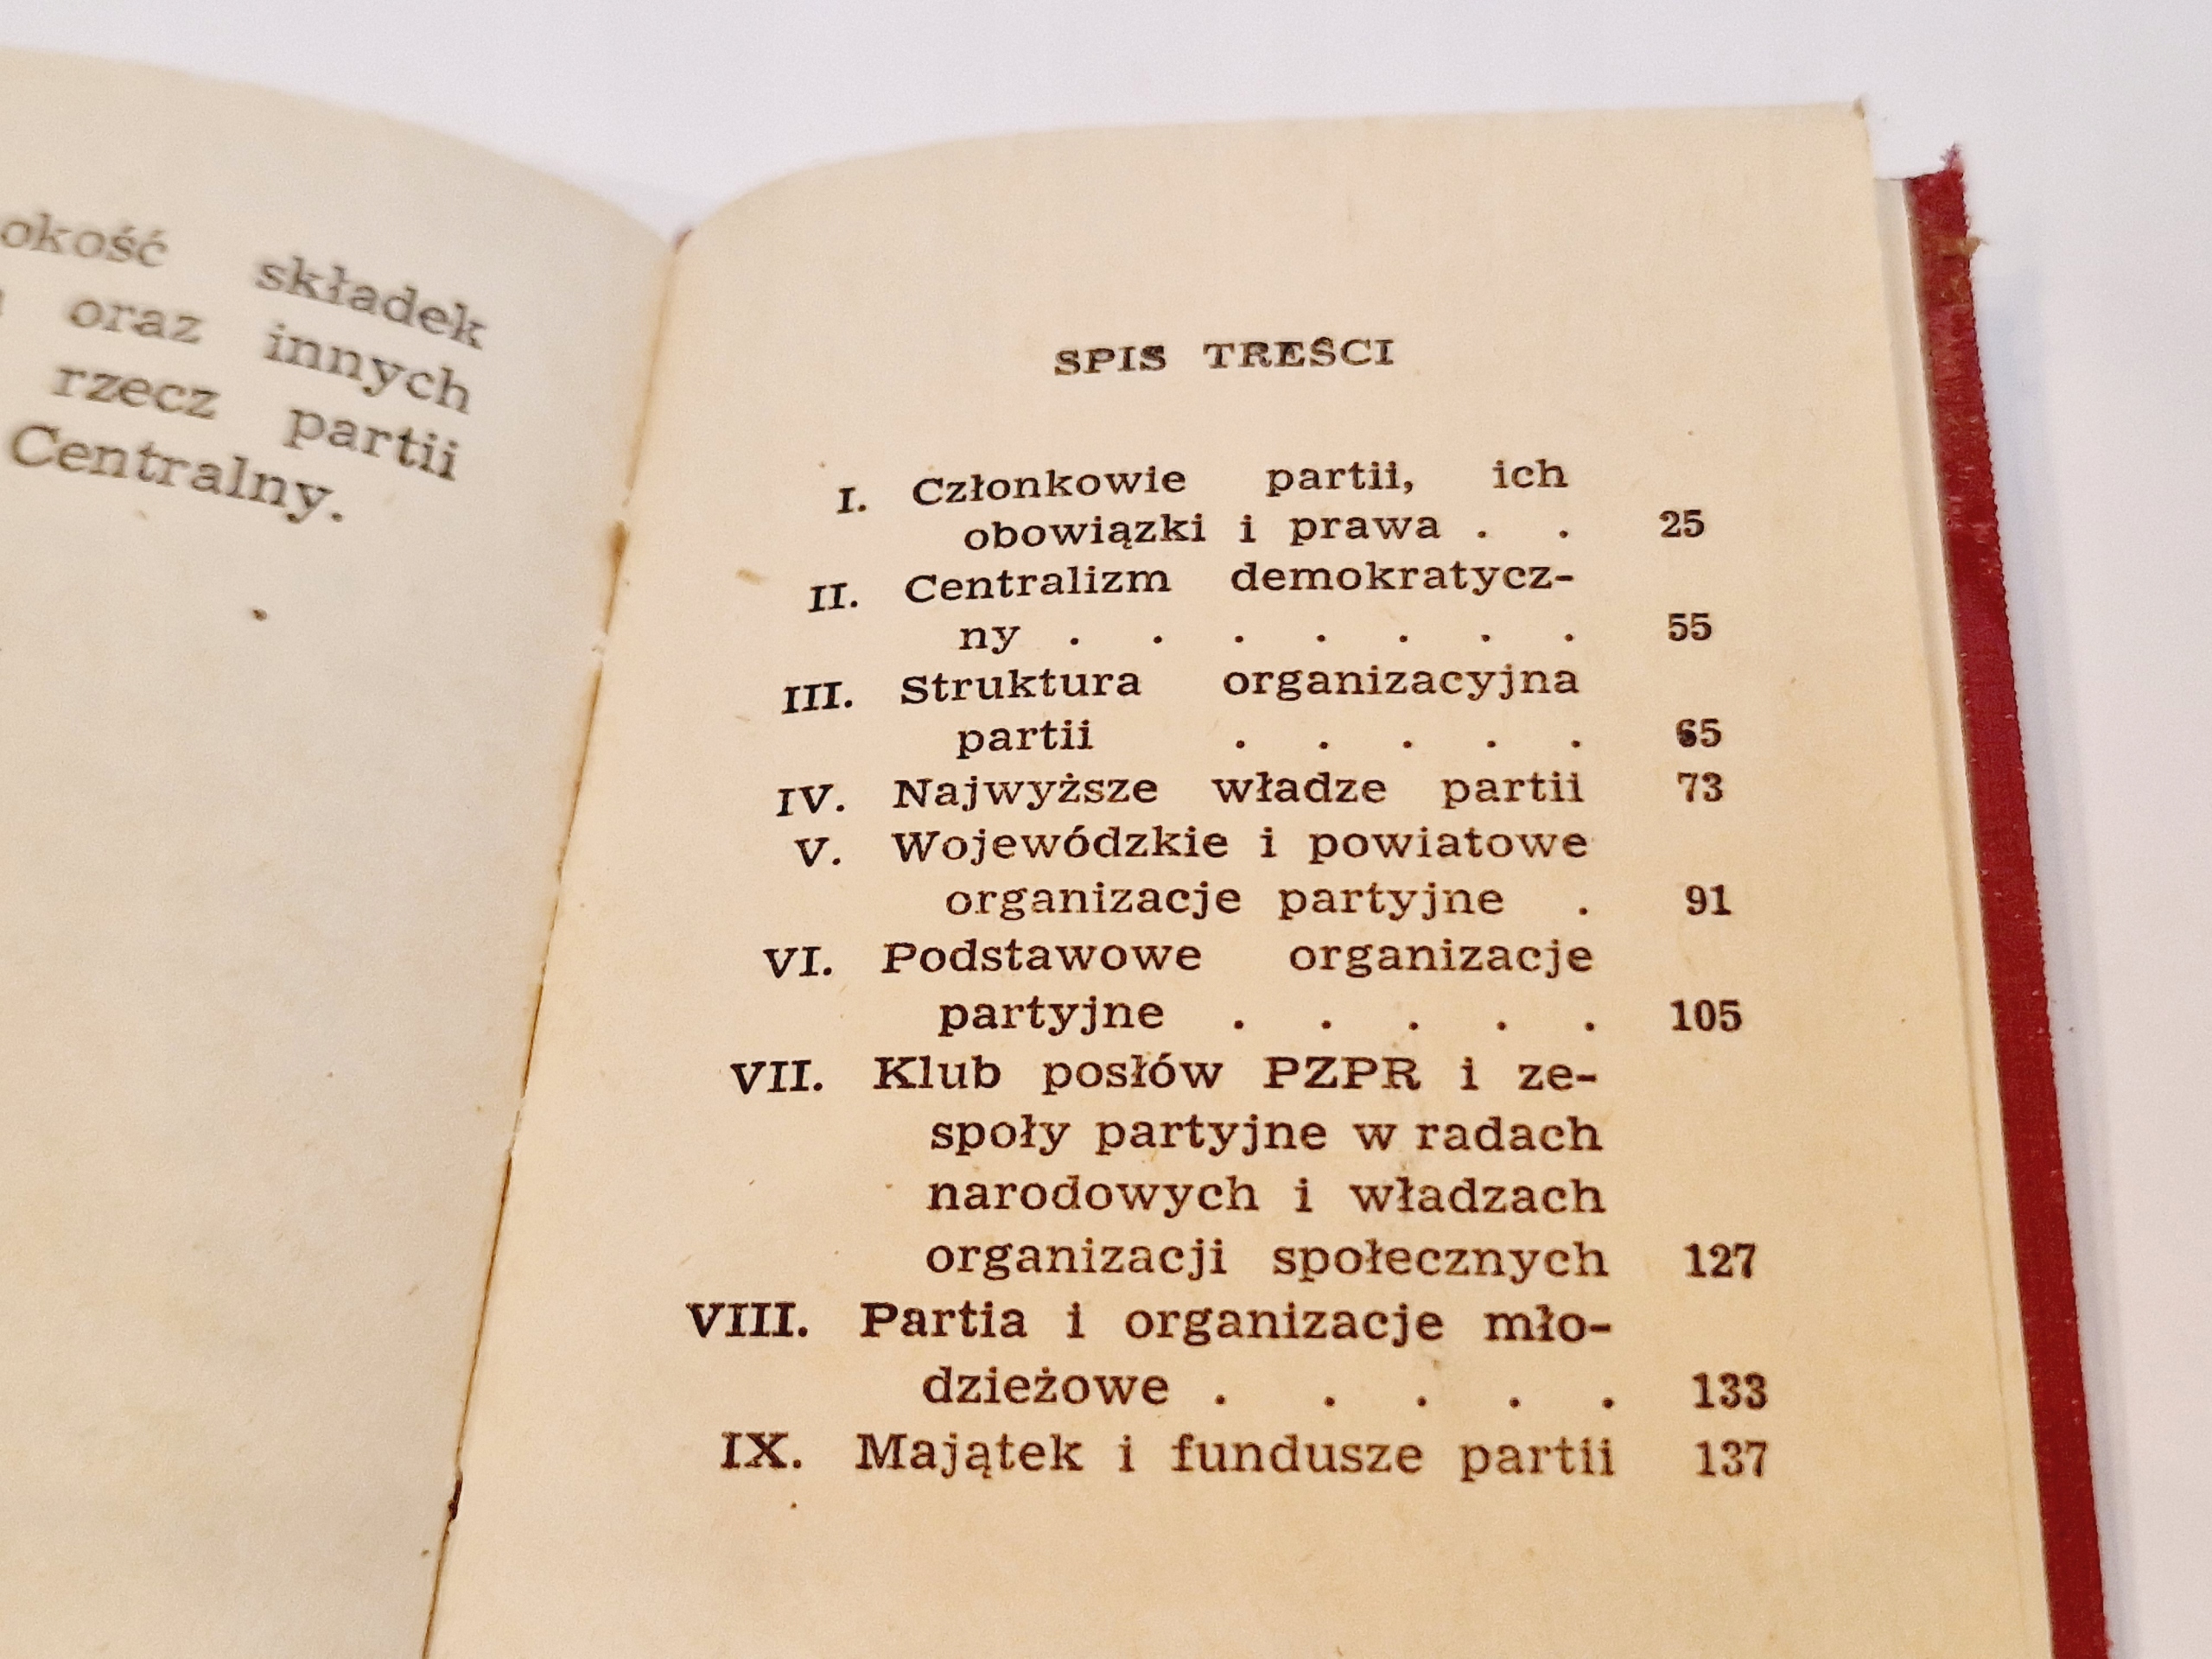 składek
oraz innych
rzecz partii
Centralny.
SPIS TREŚCI
I. Członkowie partii, ich
obowiązki i prawa . . 25
II. Centralizm demokratycz-
ny . . . . . . . 55
III. Struktura organizacyjna
partii . . . . . 65
IV. Najwyższe władze partii 73
V. Wojewódzkie i powiatowe
organizacje partyjne . 91
VI. Podstawowe organizacje
partyjne . . . . . 105
VII. Klub posłów PZPR i ze-
społy partyjne w radach
narodowych i władzach
organizacji społecznych 127
VIII. Partia i organizacje mło-
dzieżowe . . . . . 133
IX. Majątek i fundusze partii 137